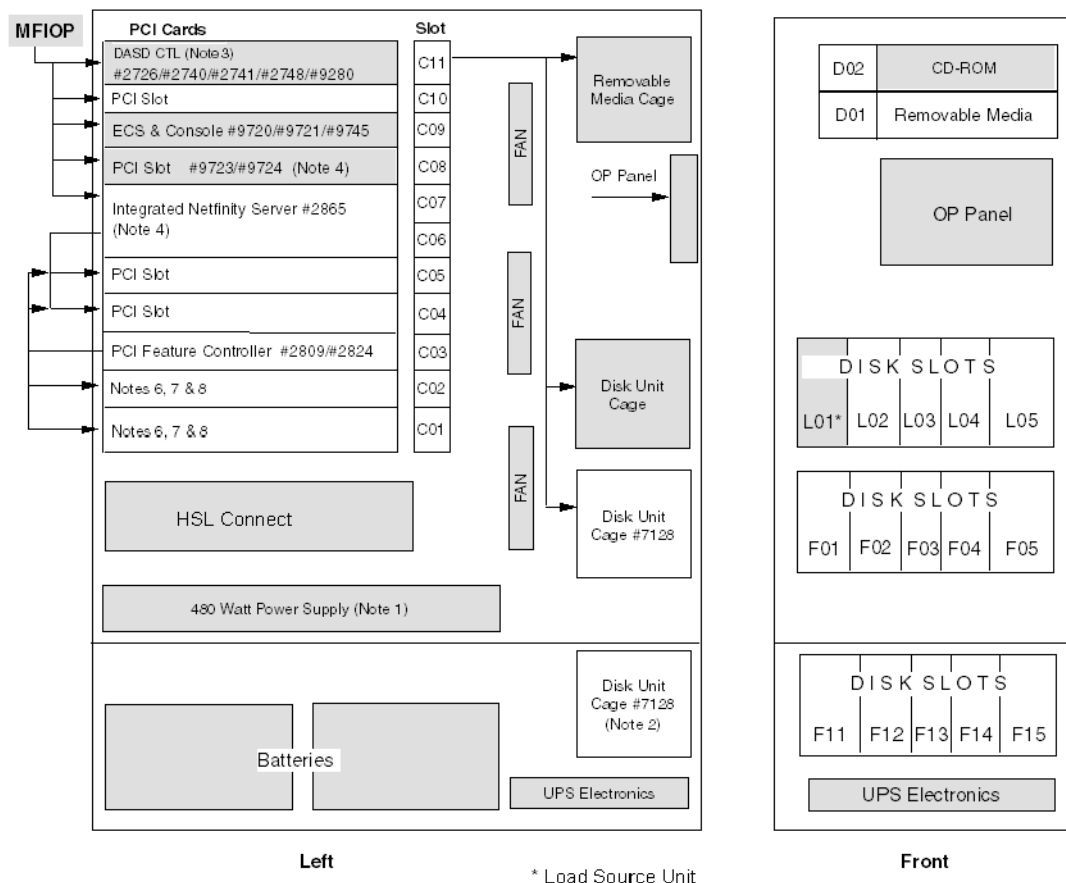 MFIOP
PCI Cards
Slot
DASD CTL (Note 3)
#2726/#2740/#2741/#2748/#9280
C11
PCI Slot
C10
ECS & Console #9720/#9721/#9745
C09
PCI Slot #9723/#9724 (Note 4)
C08
Integrated Netfinity Server #2865
(Note 4)
C07
C06
PCI Slot
C05
PCI Slot
C04
PCI Feature Controller #2809/#2824
C03
Notes 6, 7 & 8
C02
Notes 6, 7 & 8
C01
FAN
FAN
FAN
Removable
Media Cage
OP Panel
Disk Unit
Cage
Disk Unit
Cage #7128
HSL Connect
480 Watt Power Supply (Note 1)
Disk Unit
Cage #7128
(Note 2)
Batteries
UPS Electronics
Left
* Load Source Unit
D02 CD-ROM
D01 Removable Media
OP Panel
DISK SLOTS
L01* L02 L03 L04 L05
DISK SLOTS
F01 F02 F03 F04 F05
DISK SLOTS
F11 F12 F13 F14 F15
UPS Electronics
Front